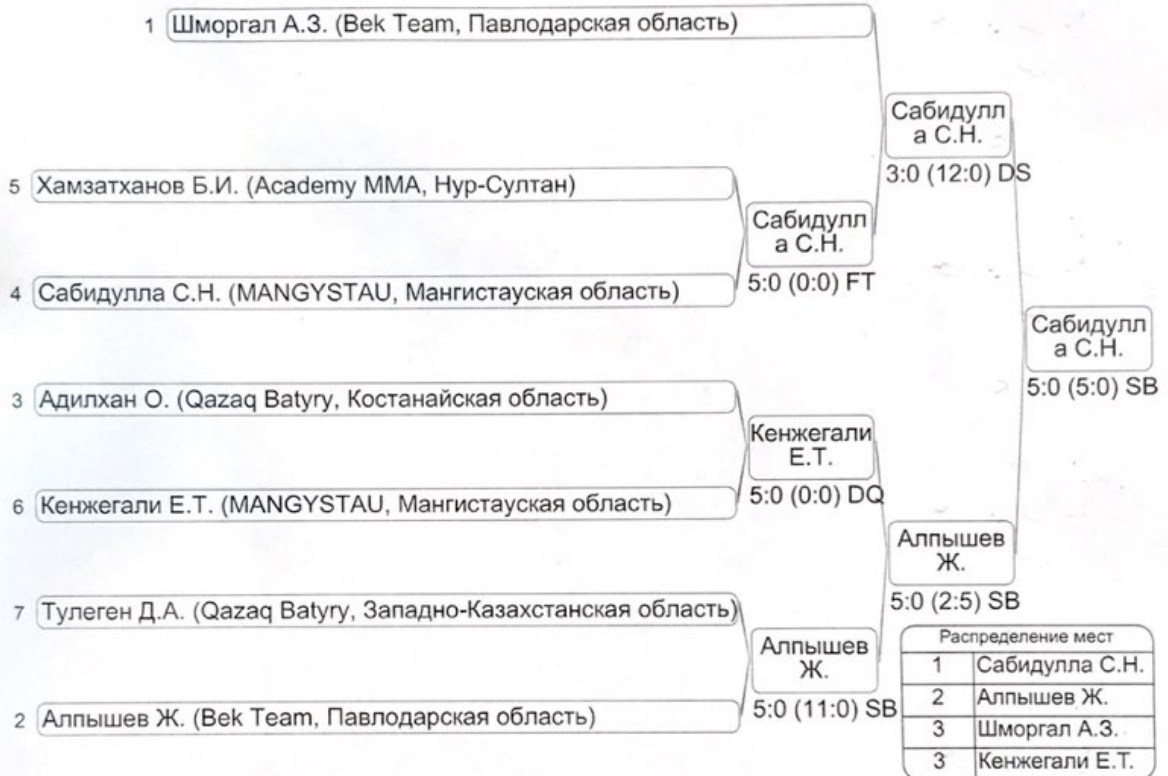 1 Шморгал А.З. (Bek Team, Павлодарская область)
Сабидулл
а С.Н.
3:0 (12:0) DS
5 Хамзатханов Б.И. (Academy MMA, Нур-Султан)
Сабидулл
а С.Н.
5:0 (0:0) FT
4 Сабидулла С.Н. (MANGYSTAU, Мангистауская область)
Сабидулл
а С.Н.
5:0 (5:0) SB
3 Адилхан О. (Qazaq Batyry, Костанайская область)
Кенжегали
Е.Т.
5:0 (0:0) DQ
6 Кенжегали Е.Т. (MANGYSTAU, Мангистауская область)
Алпышев
Ж.
5:0 (2:5) SB
7 Тулеген Д.А. (Qazaq Batyry, Западно-Казахстанская область)
Алпышев
Ж.
5:0 (11:0) SB
2 Алпышев Ж. (Bek Team, Павлодарская область)
Распределение мест
1 Сабидулла С.Н.
2 Алпышев Ж.
3 Шморгал А.З.
3 Кенжегали Е.Т.